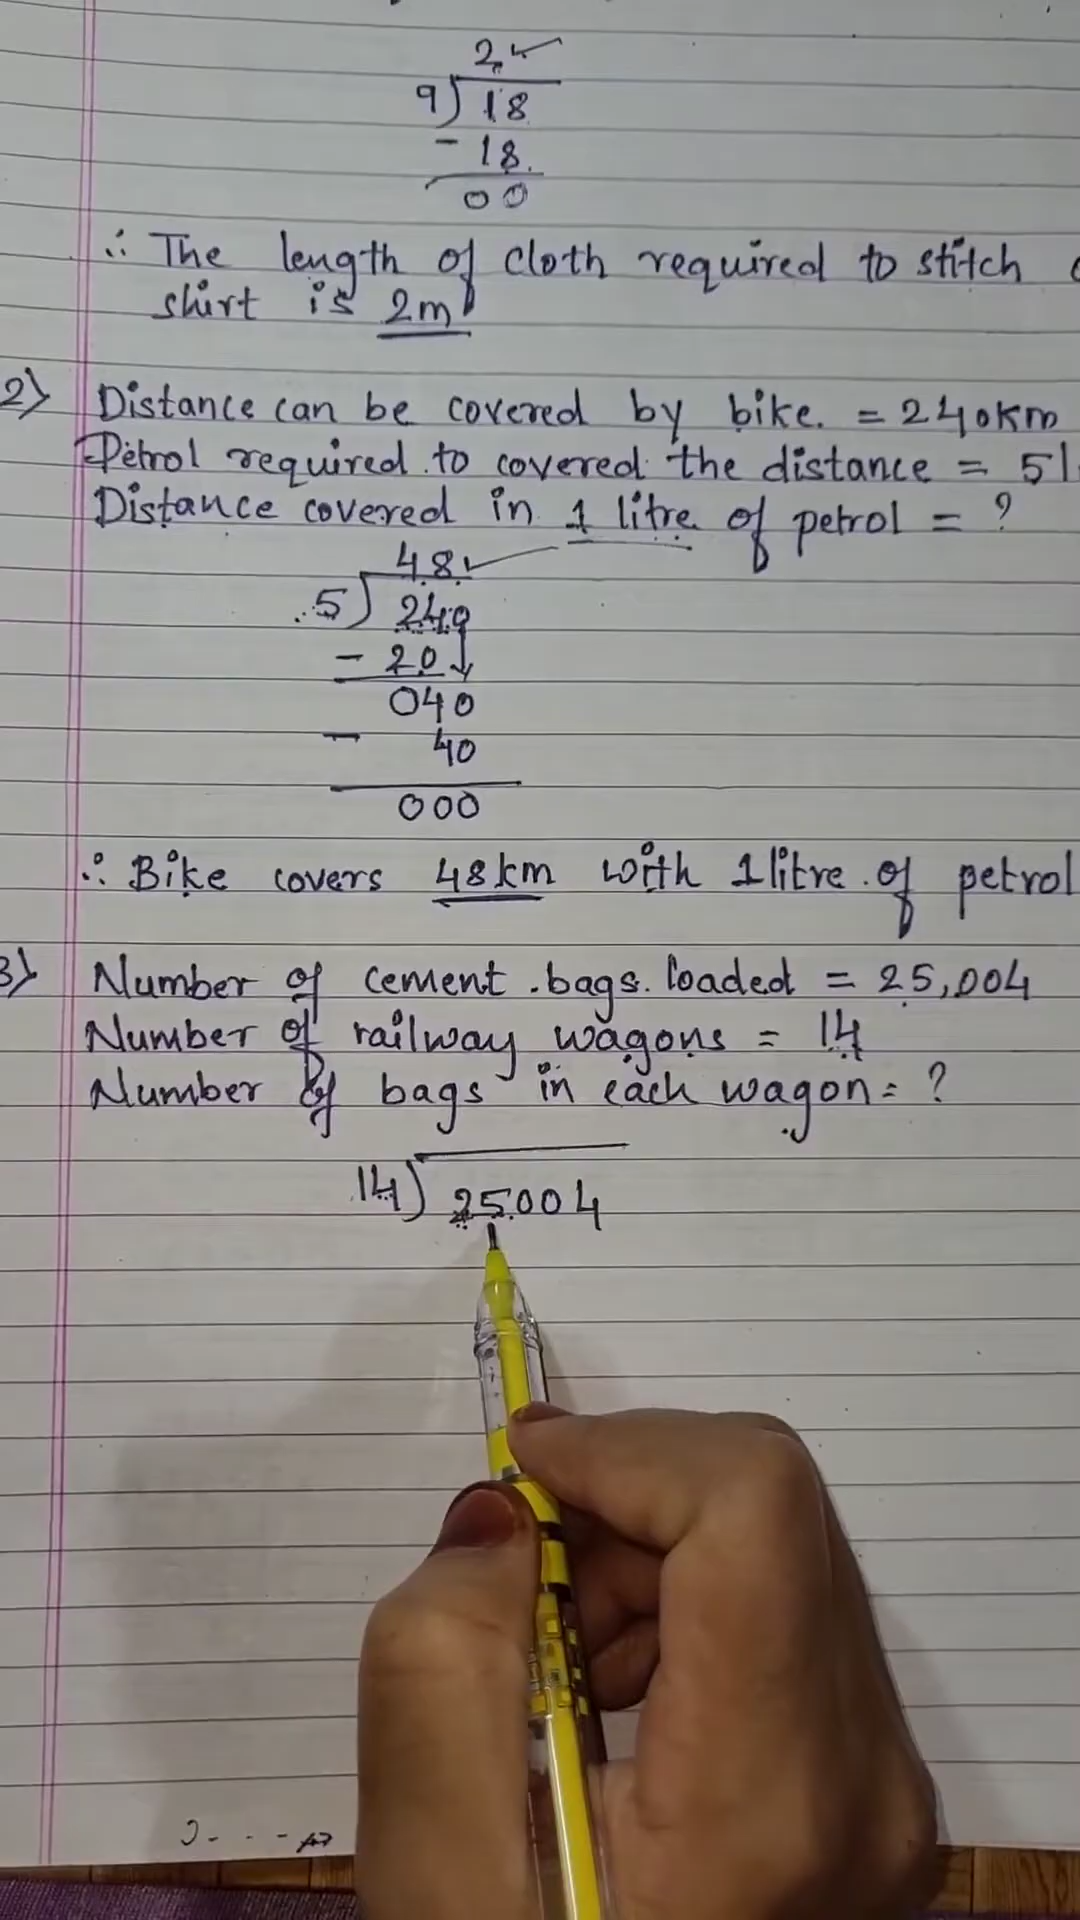 2
9) 18
- 18
00
∴ The length of cloth required to stitch
shirt is 2m
2) Distance can be covered by bike. = 240km
Petrol required to covered the distance = 5l
Distance covered in 1 litre of petrol = ?
48
5) 240
- 20
040
- 40
000
∴ Bike covers 48km with 1litre of petrol
3) Number of cement bags loaded = 25,004
Number of railway wagons = 14
Number of bags in each wagon = ?
14) 25004